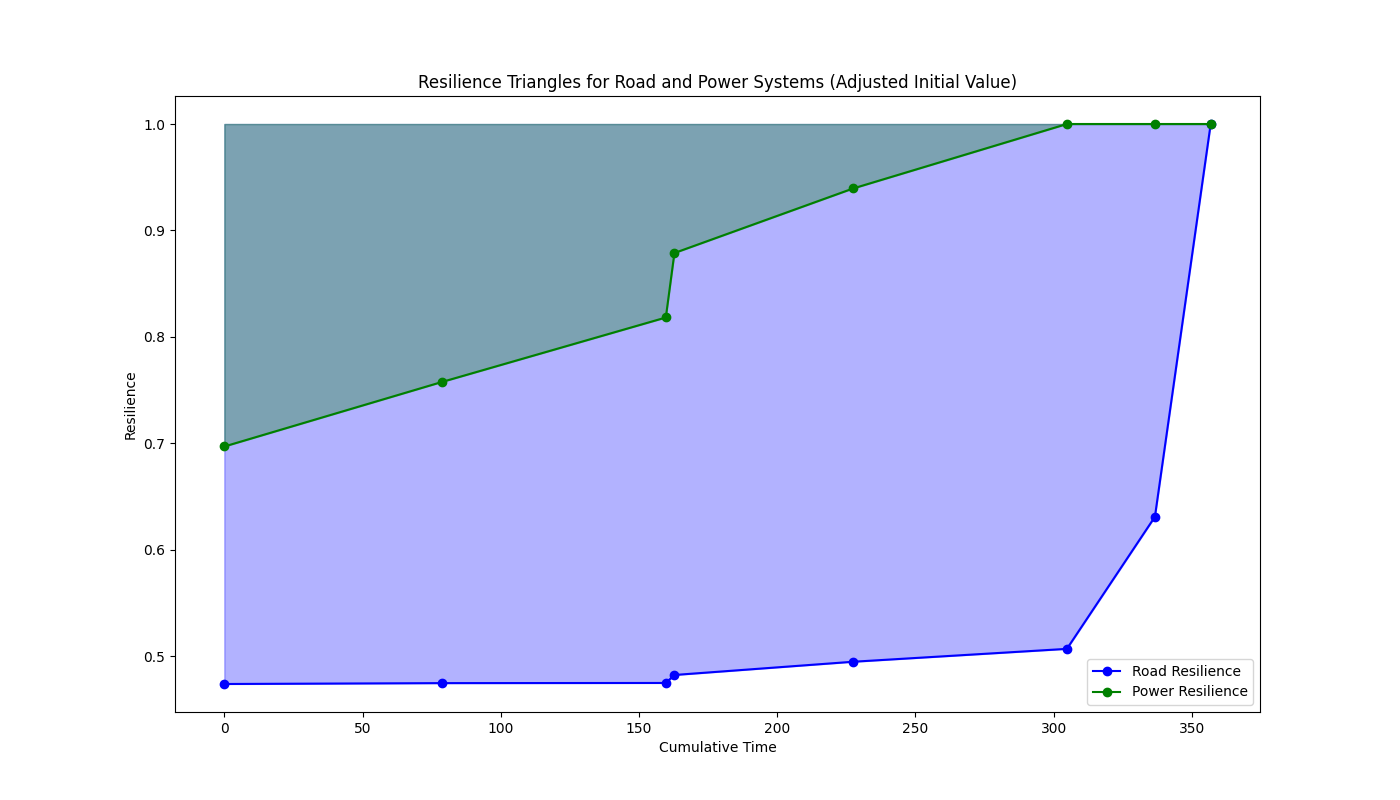 Resilience Triangles for Road and Power Systems (Adjusted Initial Value)
1.0
0.9
0.8
0.7
0.6
0.5
Resilience
0
50
100
150
200
250
300
350
Cumulative Time
Road Resilience
Power Resilience